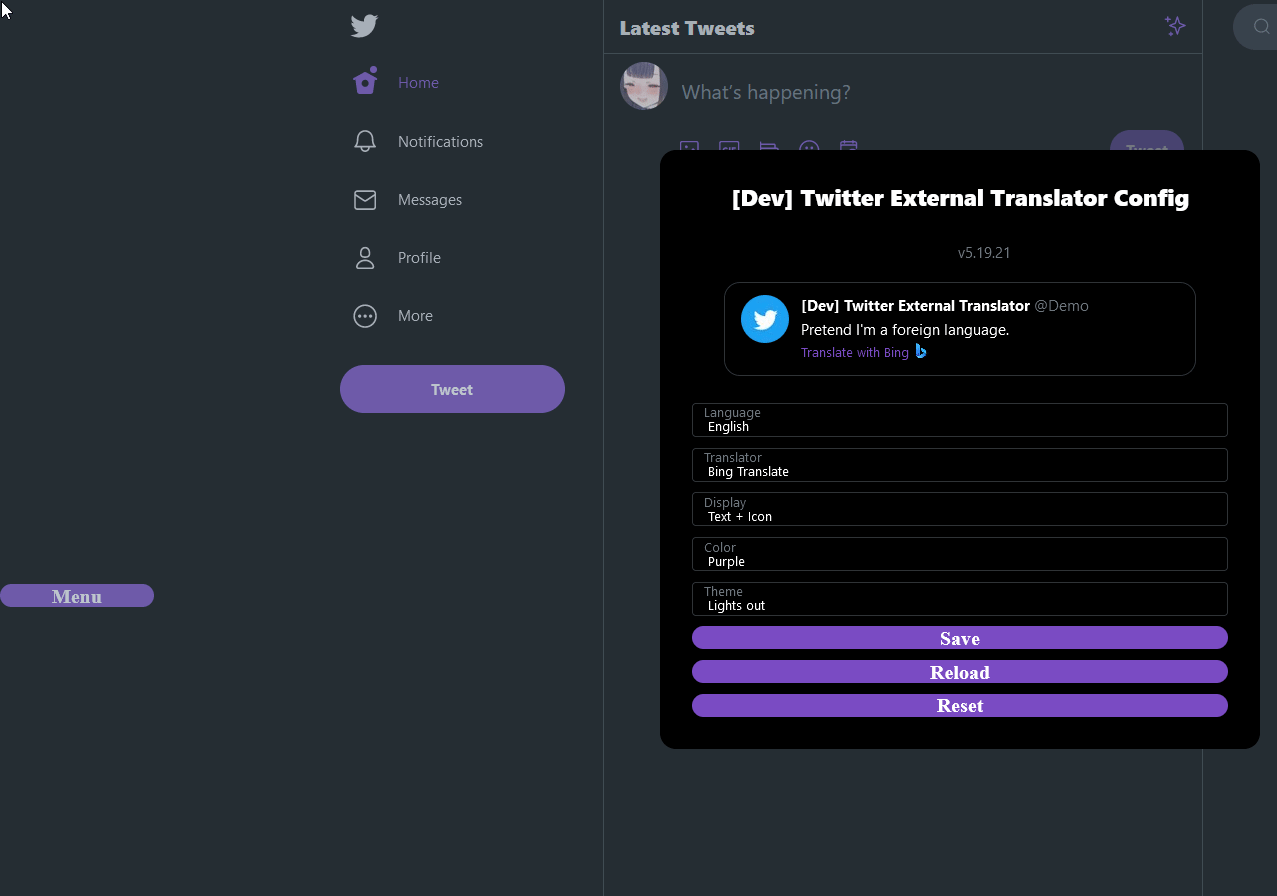 Home
Notifications
Messages
Profile
More
Tweet
Menu
Latest Tweets
What's happening?
[Dev] Twitter External Translator Config
v5.19.21
[Dev] Twitter External Translator @Demo
Pretend I'm a foreign language.
Translate with Bing
Language
English
Translator
Bing Translate
Display
Text + Icon
Color
Purple
Theme
Lights out
Save
Reload
Reset